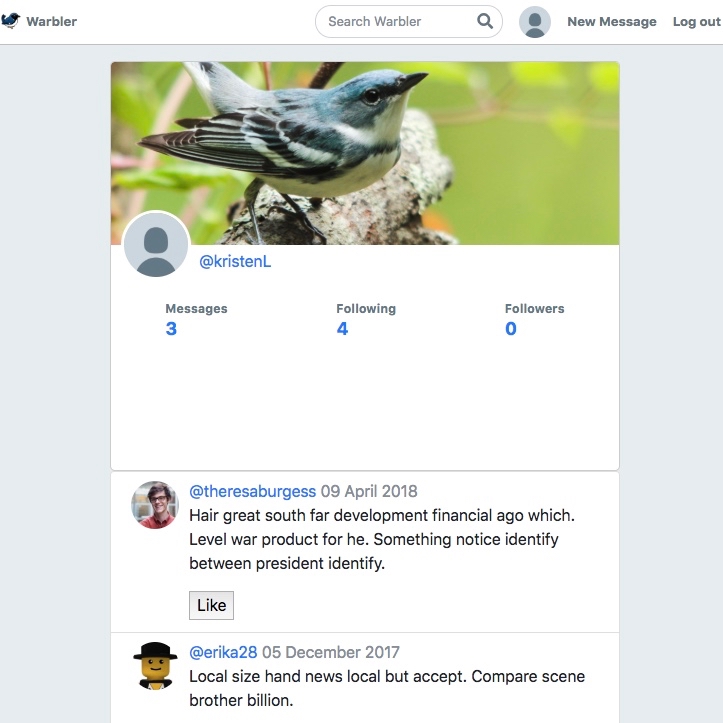 Warbler
Search Warbler
New Message
Log out
@kristenL
Messages
Following
Followers
3
4
0
@theresaburgess 09 April 2018
Hair great south far development financial ago which.
Level war product for he. Something notice identify
between president identify.
Like
@erika28 05 December 2017
Local size hand news local but accept. Compare scene
brother billion.